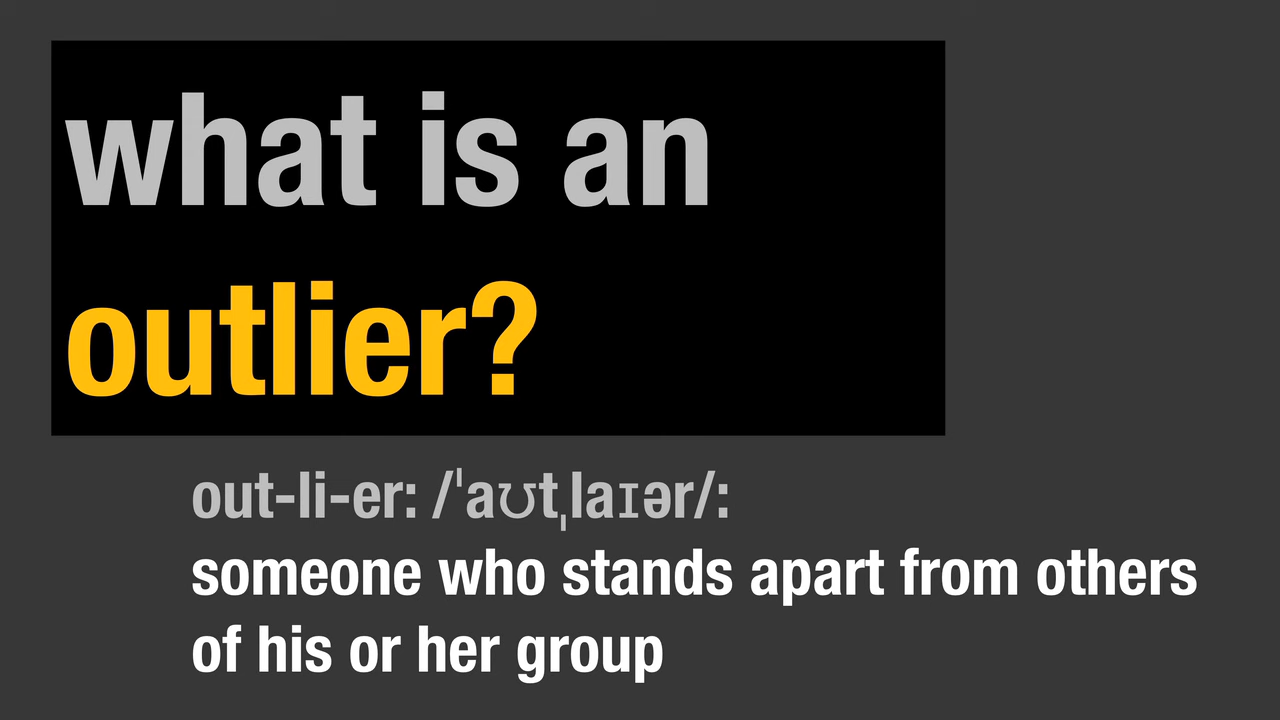 what is an
outlier?
out-li-er: /ˈaʊtˌlaɪər/:
someone who stands apart from others
of his or her group